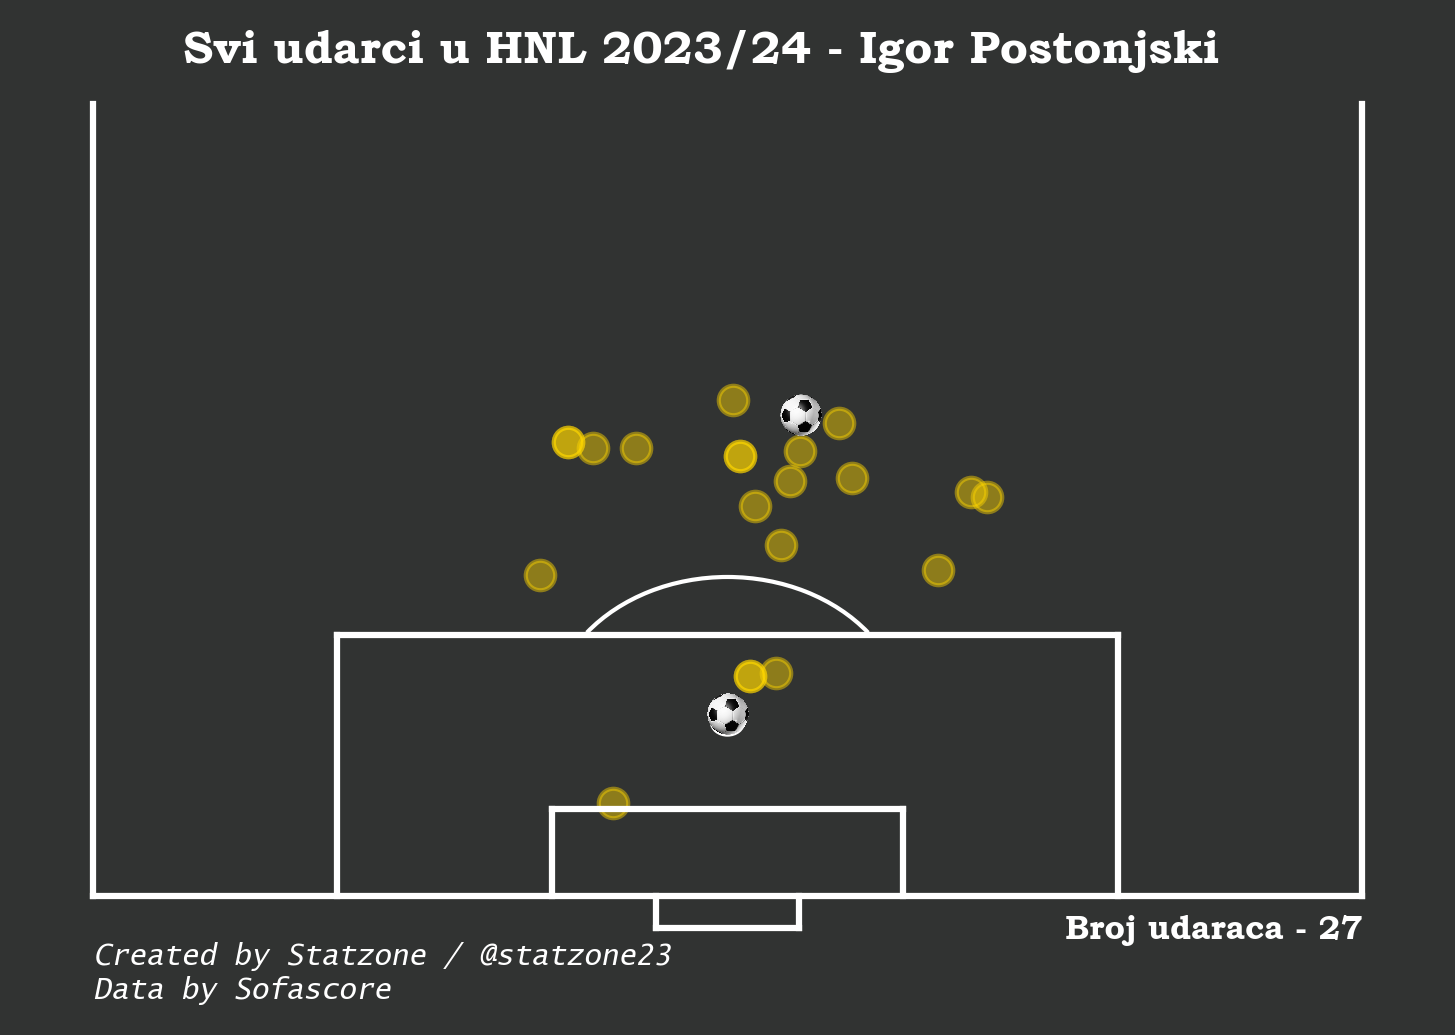 Svi udarci u HNL 2023/24 - Igor Postonjski
Broj udaraca - 27
Created by Statzone / @statzone23
Data by Sofascore